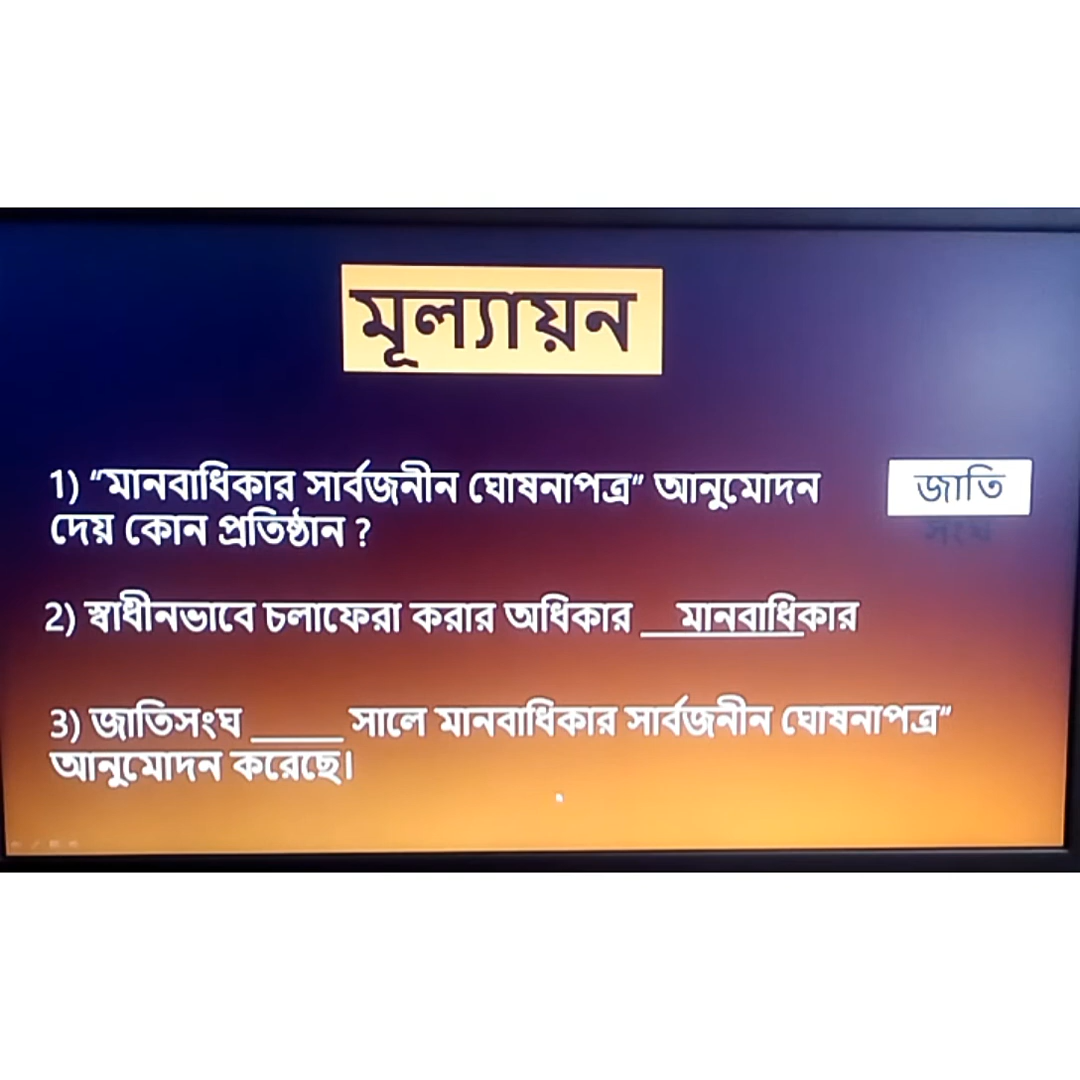 মূল্যায়ন
1) “মানবাধিকার সার্বজনীন ঘোষনাপত্র” আনুমোদন
দেয় কোন প্রতিষ্ঠান ?
জাতি
সংঘ
2) স্বাধীনভাবে চলাফেরা করার অধিকার __মানবাধিকার
3) জাতিসংঘ _____ সালে মানবাধিকার সার্বজনীন ঘোষনাপত্র“
আনুমোদন করেছে।